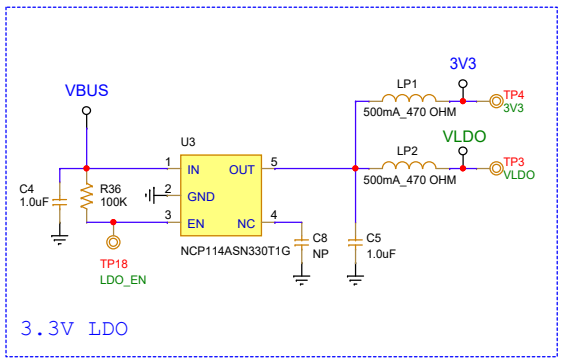 3V3
LP1
TP4
3V3
500mA_470 OHM
VBUS
VLDO
U3
LP2
1
IN
OUT
5
TP3
VLDO
500mA_470 OHM
C4
1.0uF
R36
100K
2
GND
3
EN
NC
4
NCP114ASN330T1G
C8
NP
C5
1.0uF
TP18
LDO_EN
3.3V LDO